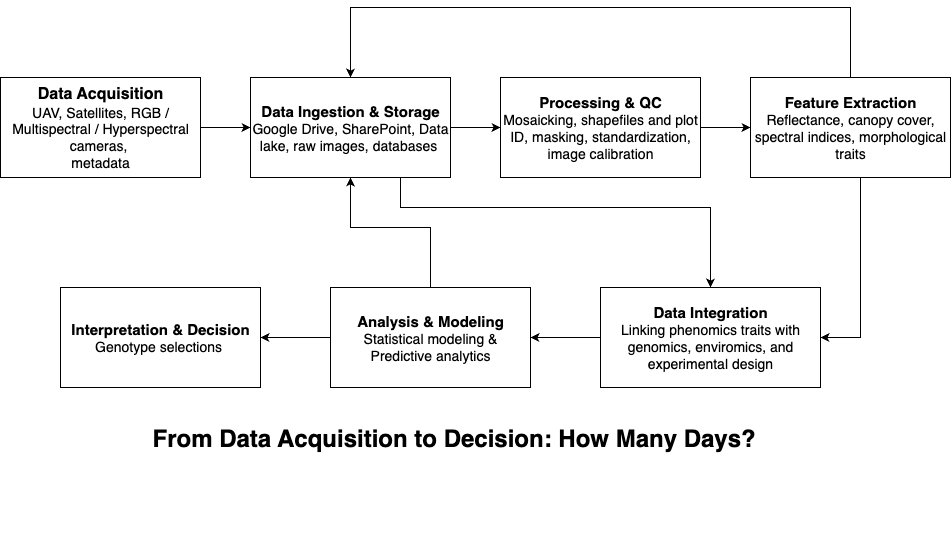 Data Acquisition
UAV, Satellites, RGB /
Multispectral / Hyperspectral
cameras,
metadata
Data Ingestion & Storage
Google Drive, SharePoint, Data
lake, raw images, databases
Processing & QC
Mosaicking, shapefiles and plot
ID, masking, standardization,
image calibration
Feature Extraction
Reflectance, canopy cover,
spectral indices, morphological
traits
Interpretation & Decision
Genotype selections
Analysis & Modeling
Statistical modeling &
Predictive analytics
Data Integration
Linking phenomics traits with
genomics, enviromics, and
experimental design
From Data Acquisition to Decision: How Many Days?